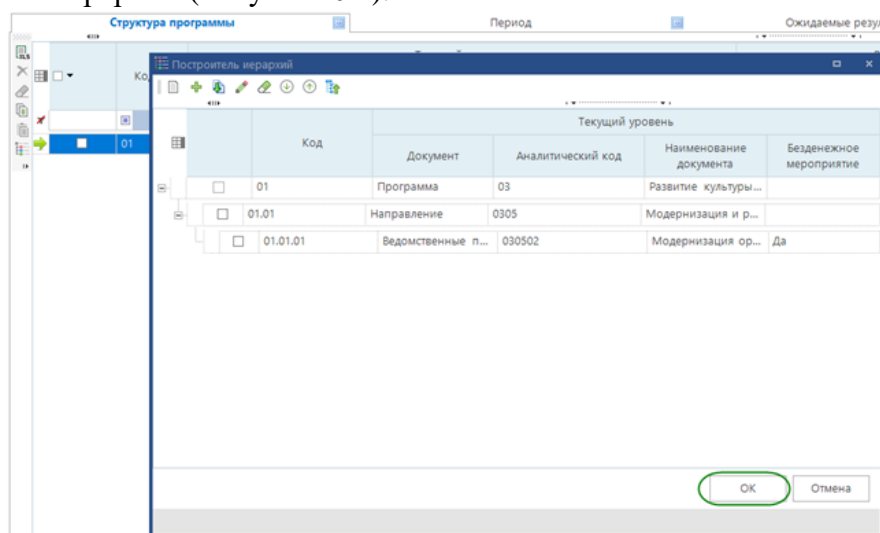 Структура программы
Период
Ожидаемые резу
XLS
Построитель иерархий
Код
Текущий уровень
Документ
Аналитический код
Наименование
документа
Безденежное
мероприятие
01
01 Программа 03 Развитие культуры...
01.01 Направление 0305 Модернизация и р...
01.01.01 Ведомственные п... 030502 Модернизация ор... Да
ОК
Отмена